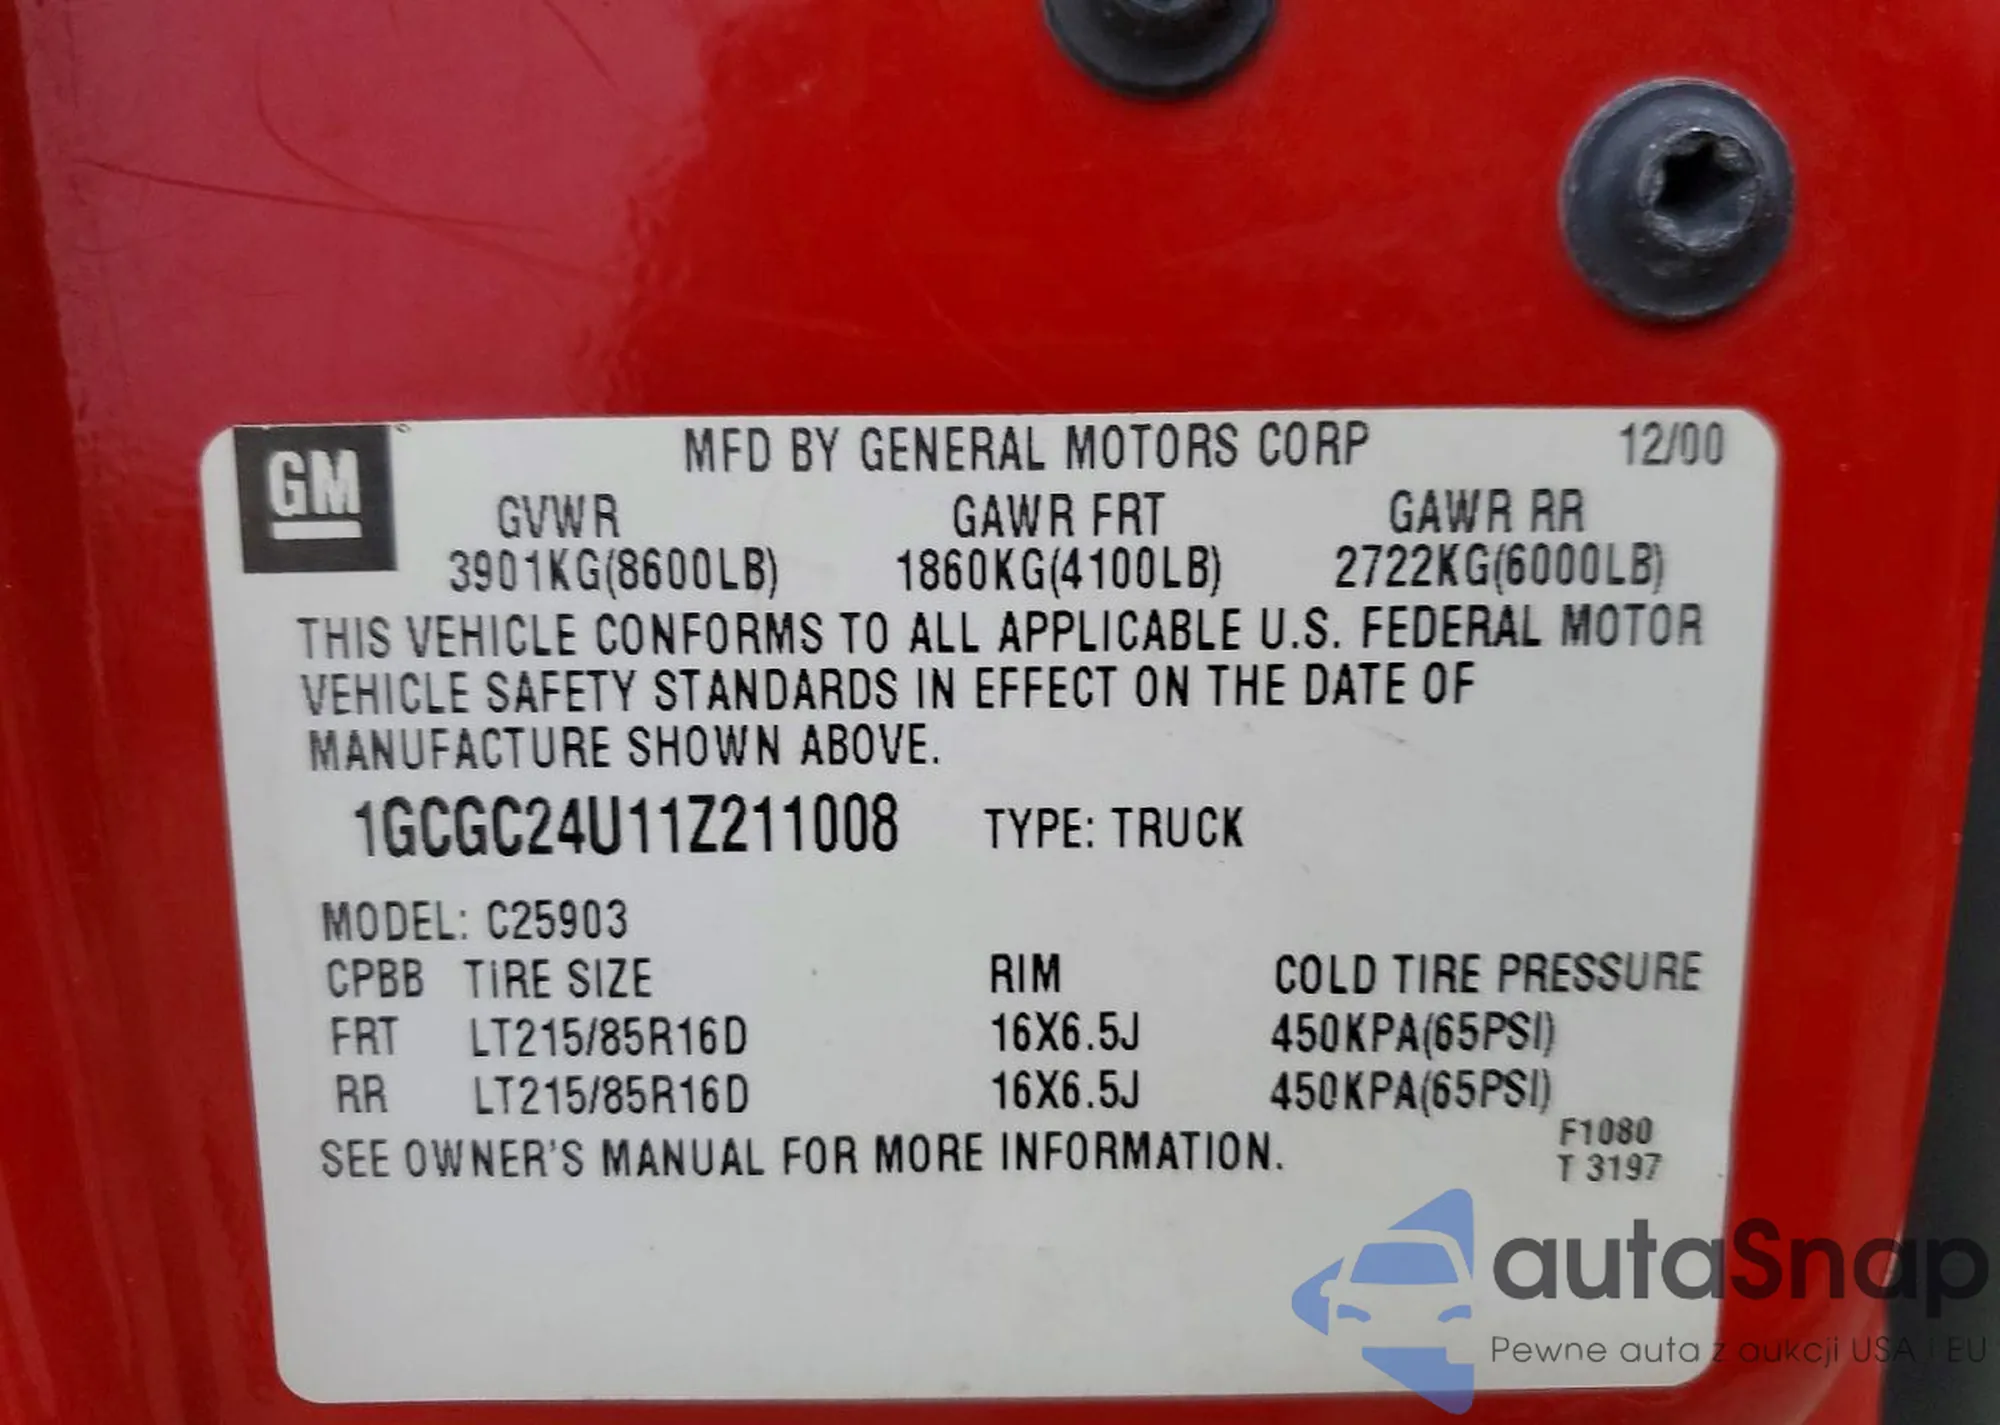 GM
MFD BY GENERAL MOTORS CORP 12/00
GVWR GAWR FRT GAWR RR
3901KG(8600LB) 1860KG(4100LB) 2722KG(6000LB)
THIS VEHICLE CONFORMS TO ALL APPLICABLE U.S. FEDERAL MOTOR
VEHICLE SAFETY STANDARDS IN EFFECT ON THE DATE OF
MANUFACTURE SHOWN ABOVE.
1GCGC24U11Z211008 TYPE: TRUCK
MODEL: C25903
CPBB TIRE SIZE RIM COLD TIRE PRESSURE
FRT LT215/85R16D 16X6.5J 450KPA(65PSI)
RR LT215/85R16D 16X6.5J 450KPA(65PSI)
SEE OWNER'S MANUAL FOR MORE INFORMATION.
F1080
T 3197
autaSnap
Pewne auta z aukcji USA i EU